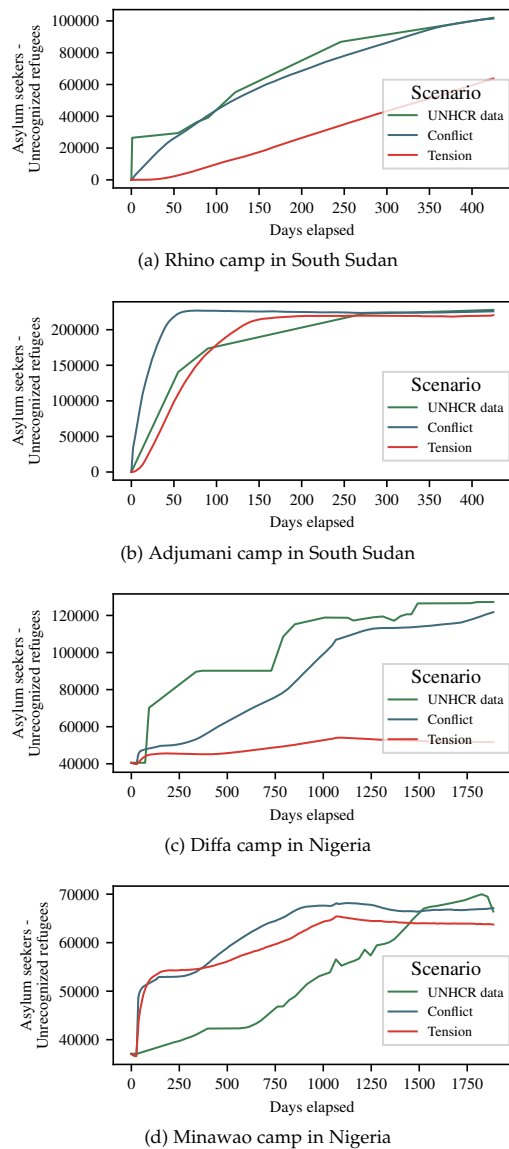 100000
80000
60000
40000
20000
0
Asylum seekers -
Unrecognized refugees
Scenario
UNHCR data
Conflict
Tension
0 50 100 150 200 250 300 350 400
Days elapsed
(a) Rhino camp in South Sudan
200000
150000
100000
50000
0
Asylum seekers -
Unrecognized refugees
Scenario
UNHCR data
Conflict
Tension
0 50 100 150 200 250 300 350 400
Days elapsed
(b) Adjumani camp in South Sudan
120000
100000
80000
60000
40000
Asylum seekers -
Unrecognized refugees
Scenario
UNHCR data
Conflict
Tension
0 250 500 750 1000 1250 1500 1750
Days elapsed
(c) Diffa camp in Nigeria
70000
60000
50000
40000
Asylum seekers -
Unrecognized refugees
Scenario
UNHCR data
Conflict
Tension
0 250 500 750 1000 1250 1500 1750
Days elapsed
(d) Minawao camp in Nigeria